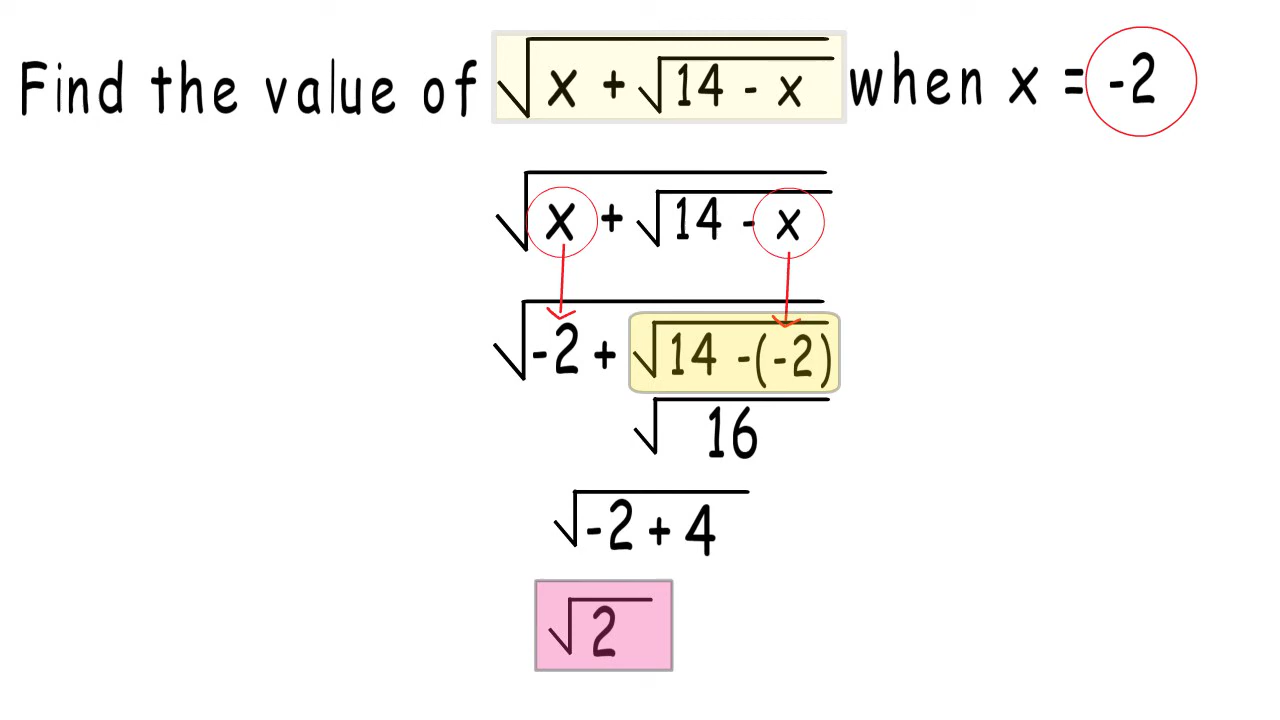 Find the value of √(x + √(14 - x)) when x = -2
√(x + √(14 - x))
√(-2 + √(14 -(-2)))
√16
√(-2 + 4)
√2